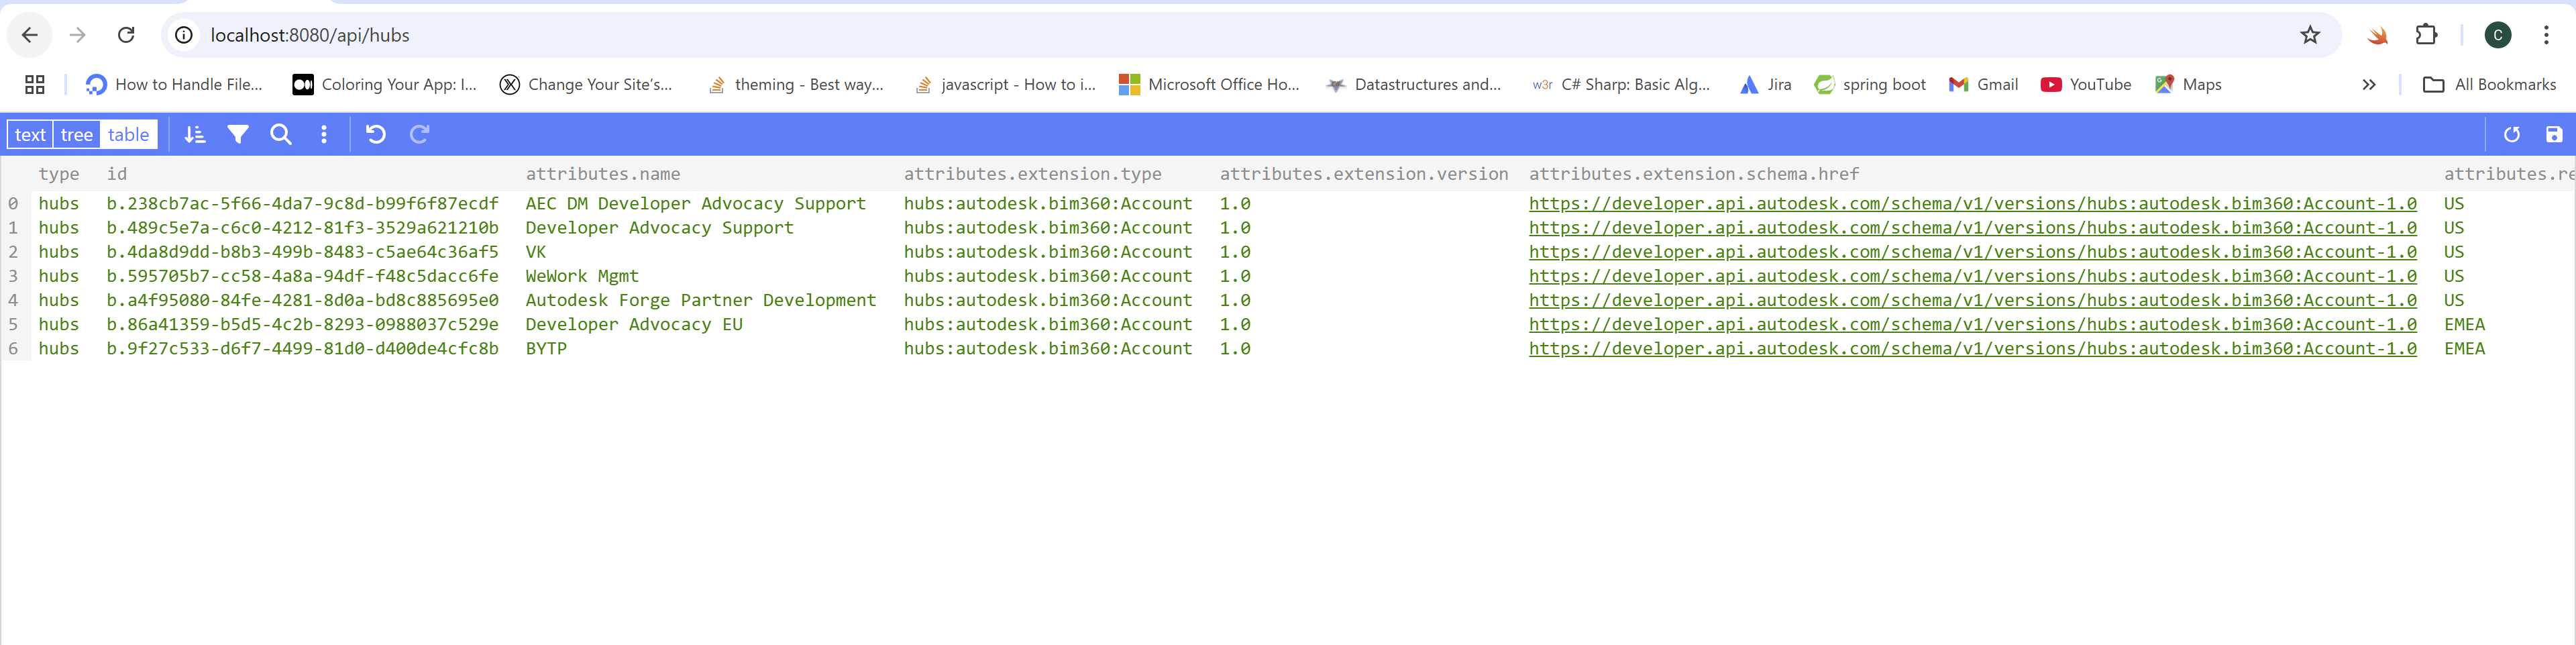 localhost:8080/api/hubs
C
How to Handle File... Coloring Your App: I... Change Your Site's... theming - Best way... javascript - How to i... Microsoft Office Ho... Datastructures and... w3r C# Sharp: Basic Alg... Jira spring boot Gmail YouTube Maps » All Bookmarks
text tree table
type id attributes.name attributes.extension.type attributes.extension.version attributes.extension.schema.href attributes.re
0 hubs b.238cb7ac-5f66-4da7-9c8d-b99f6f87ecdf AEC DM Developer Advocacy Support hubs:autodesk.bim360:Account 1.0 https://developer.api.autodesk.com/schema/v1/versions/hubs:autodesk.bim360:Account-1.0 US
1 hubs b.489c5e7a-c6c0-4212-81f3-3529a621210b Developer Advocacy Support hubs:autodesk.bim360:Account 1.0 https://developer.api.autodesk.com/schema/v1/versions/hubs:autodesk.bim360:Account-1.0 US
2 hubs b.4da8d9dd-b8b3-499b-8483-c5ae64c36af5 VK hubs:autodesk.bim360:Account 1.0 https://developer.api.autodesk.com/schema/v1/versions/hubs:autodesk.bim360:Account-1.0 US
3 hubs b.595705b7-cc58-4a8a-94df-f48c5dacc6fe WeWork Mgmt hubs:autodesk.bim360:Account 1.0 https://developer.api.autodesk.com/schema/v1/versions/hubs:autodesk.bim360:Account-1.0 US
4 hubs b.a4f95080-84fe-4281-8d0a-bd8c885695e0 Autodesk Forge Partner Development hubs:autodesk.bim360:Account 1.0 https://developer.api.autodesk.com/schema/v1/versions/hubs:autodesk.bim360:Account-1.0 US
5 hubs b.86a41359-b5d5-4c2b-8293-0988037c529e Developer Advocacy EU hubs:autodesk.bim360:Account 1.0 https://developer.api.autodesk.com/schema/v1/versions/hubs:autodesk.bim360:Account-1.0 EMEA
6 hubs b.9f27c533-d6f7-4499-81d0-d400de4cfc8b BYTP hubs:autodesk.bim360:Account 1.0 https://developer.api.autodesk.com/schema/v1/versions/hubs:autodesk.bim360:Account-1.0 EMEA